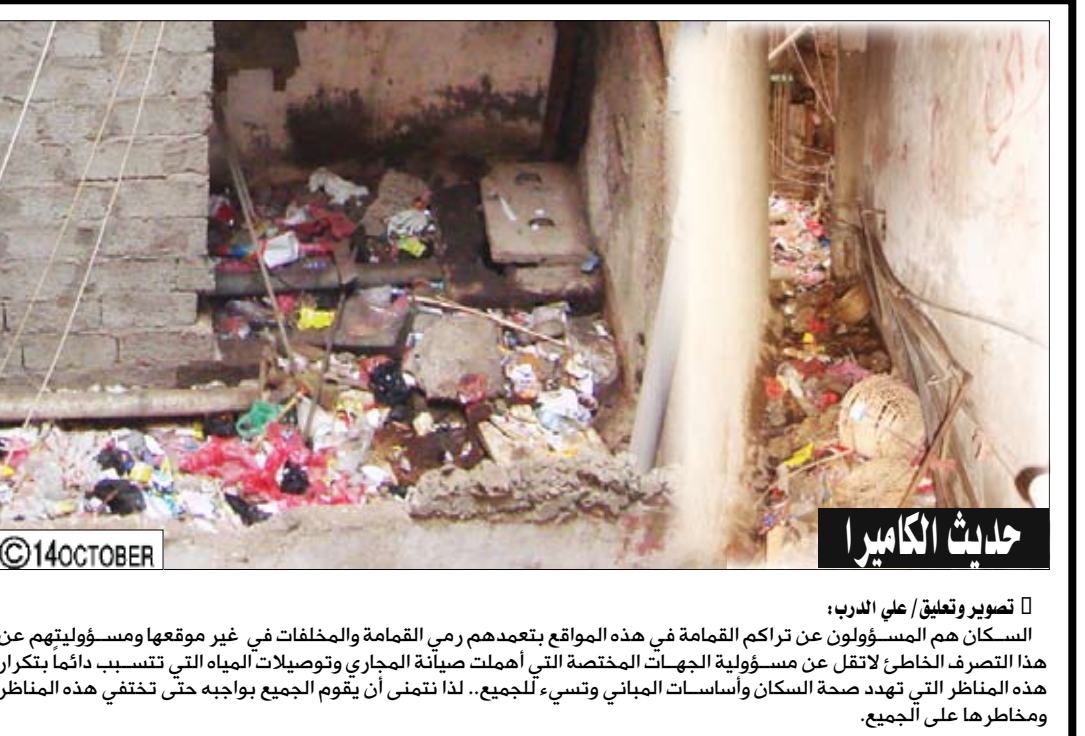 حديث الكاميرا
©14OCTOBER
تصوير وتعليق/ علي الدرب:
السكان هم المسؤولون عن تراكم القمامة في هذه المواقع بتعمدهم رمي القمامة والمخلفات في غير موقعها ومسؤوليتهم عن
هذا التصرف الخاطئ لاتقل عن مسؤولية الجهات المختصة التي أهملت صيانة المجاري وتوصيلات المياه التي تتسبب دائماً بتكرار
هذه المناظر التي تهدد صحة السكان وأساسات المباني وتسيء للجميع.. لذا نتمنى أن يقوم الجميع بواجبه حتى تختفي هذه المناظر
ومخاطرها على الجميع.